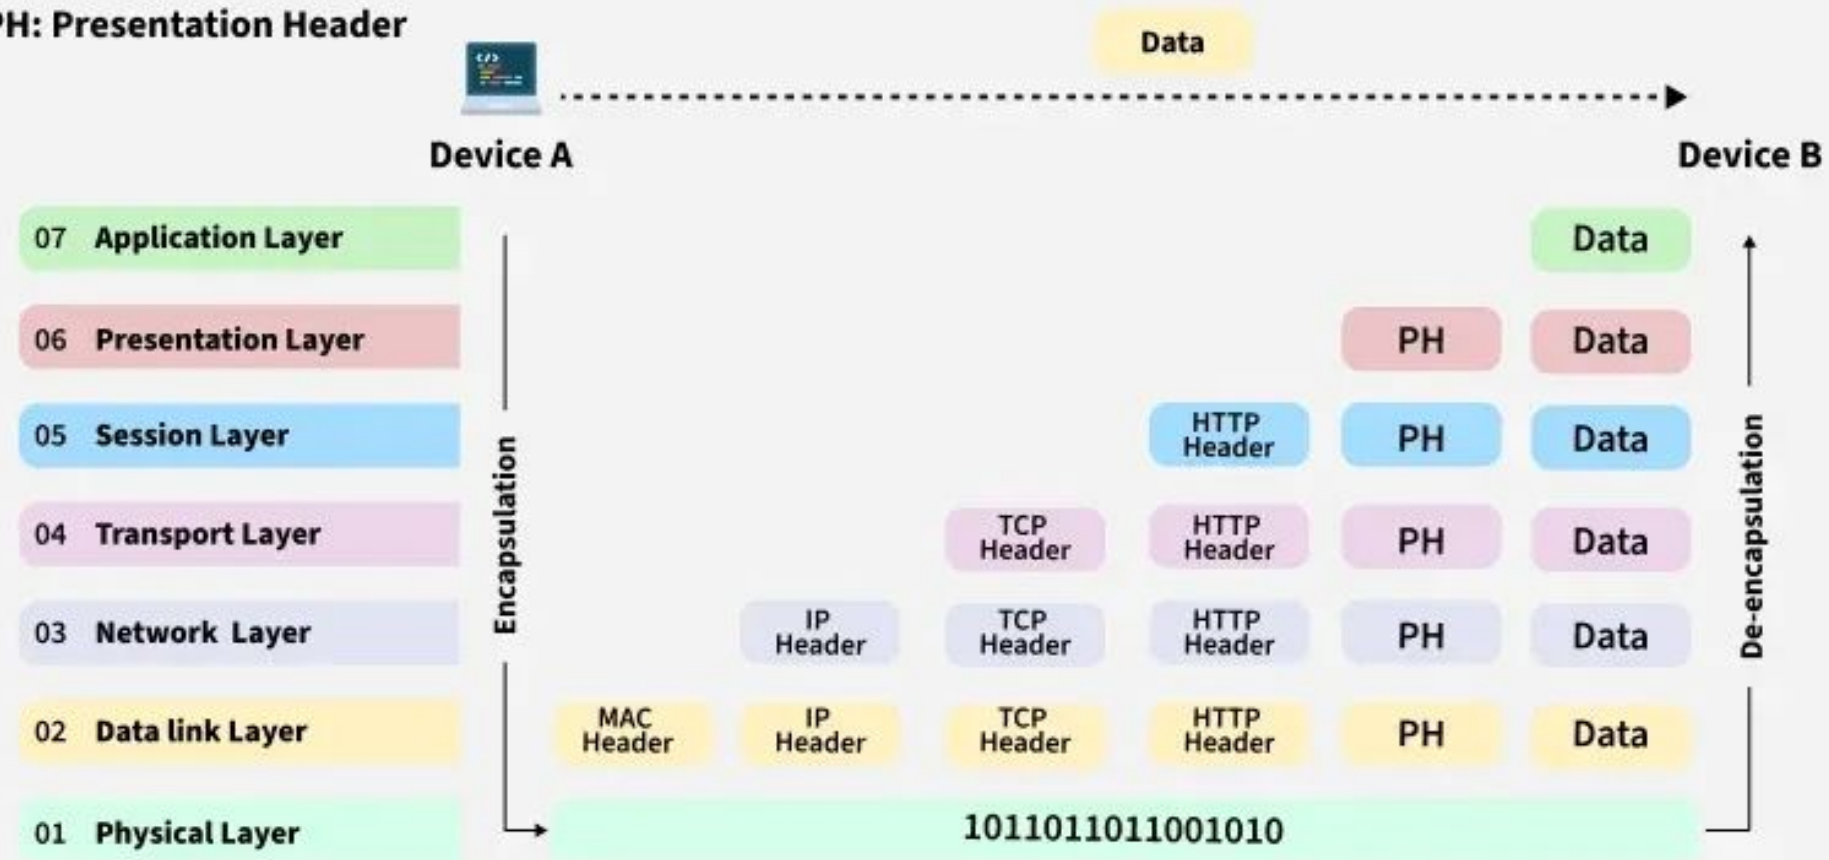 PH: Presentation Header
Data
Device A
Device B
07 Application Layer
Data
06 Presentation Layer
PH
Data
05 Session Layer
HTTP
Header
PH
Data
04 Transport Layer
TCP
Header
HTTP
Header
PH
Data
03 Network Layer
IP
Header
TCP
Header
HTTP
Header
PH
Data
02 Data link Layer
MAC
Header
IP
Header
TCP
Header
HTTP
Header
PH
Data
01 Physical Layer
1011011011001010
Encapsulation
De-encapsulation